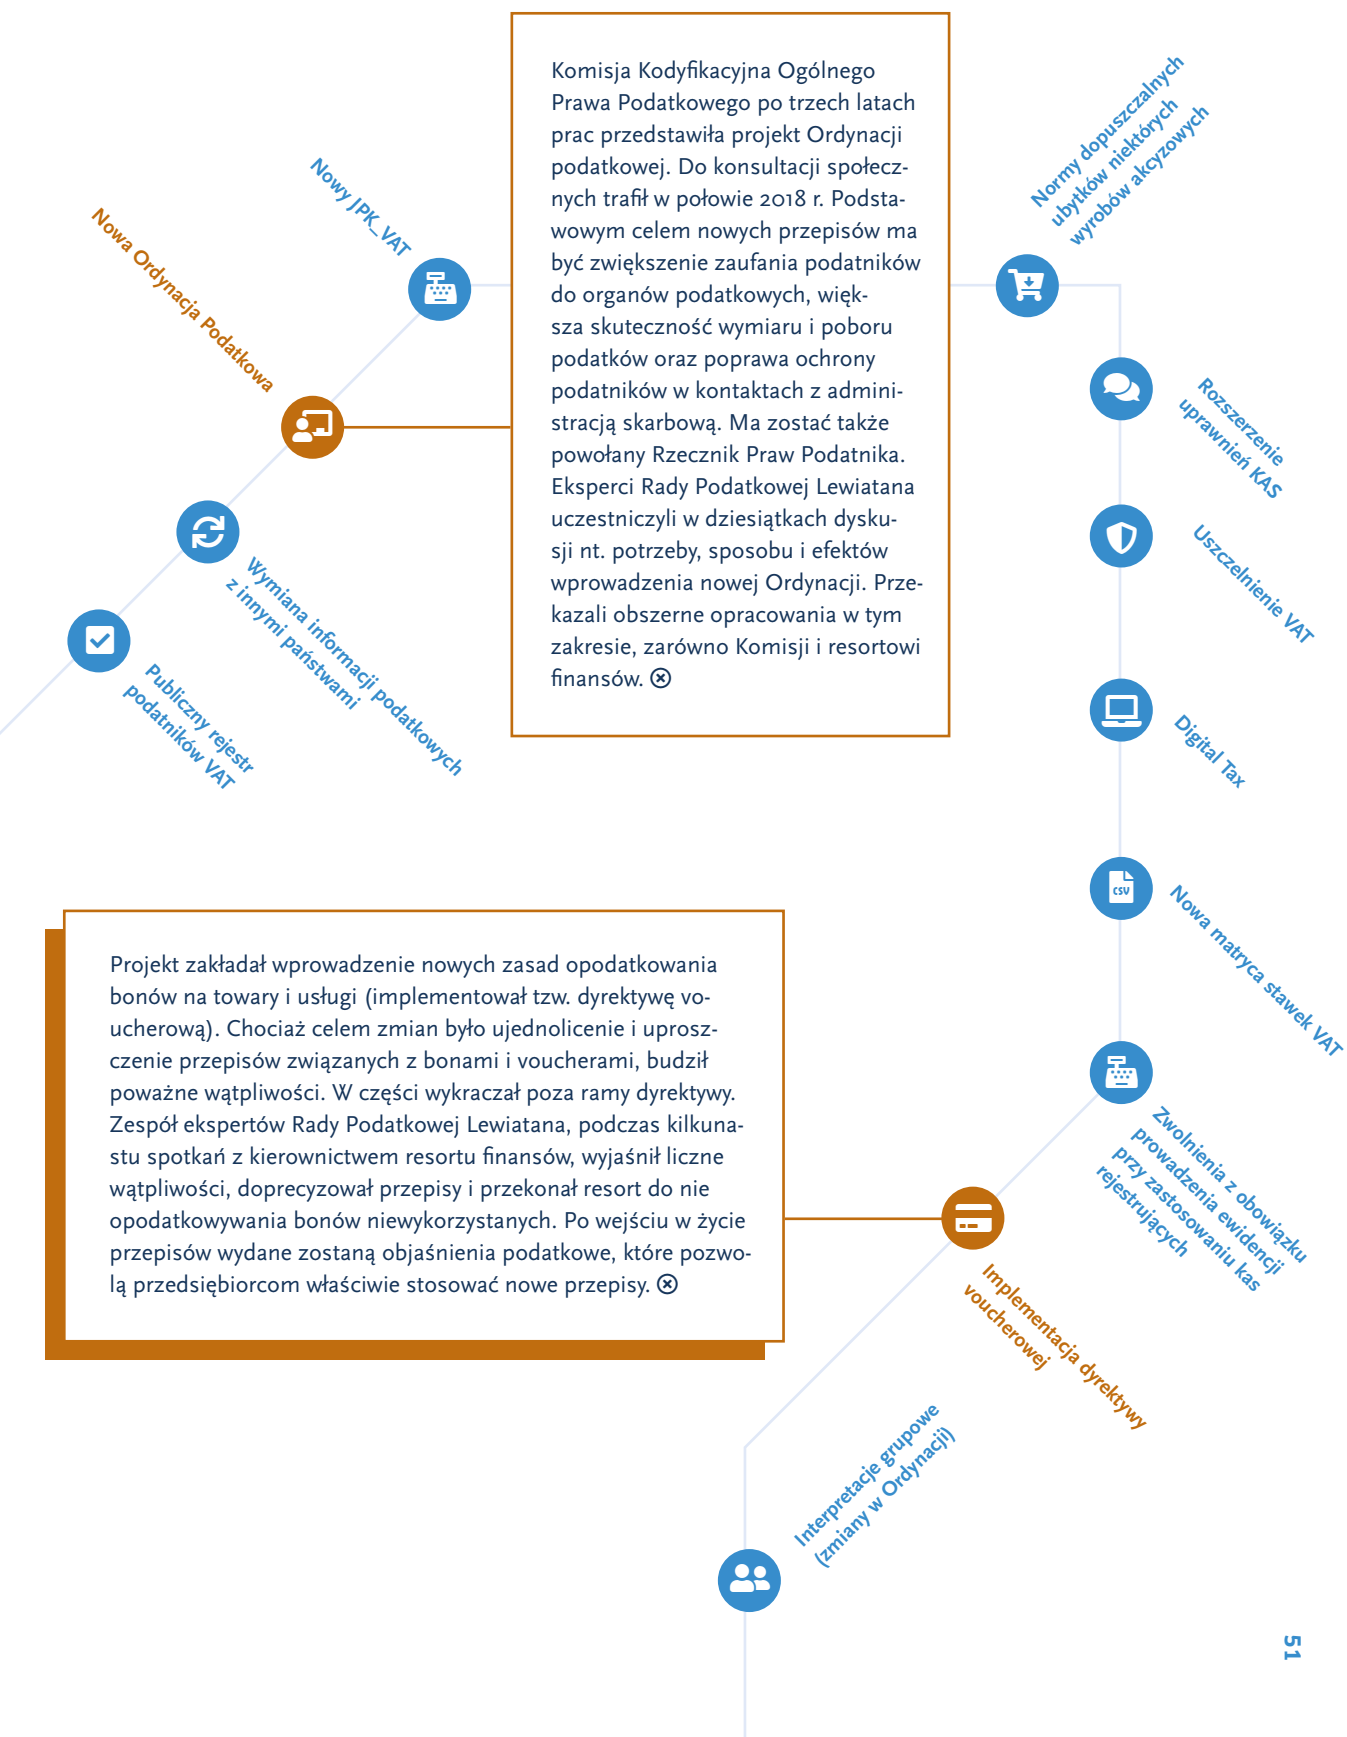 Komisja Kodyfikacyjna Ogólnego
Prawa Podatkowego po trzech latach
prac przedstawiła projekt Ordynacji
podatkowej. Do konsultacji społecz-
nych trafił w połowie 2018 r. Podsta-
wowym celem nowych przepisów ma
być zwiększenie zaufania podatników
do organów podatkowych, więk-
sza skuteczność wymiaru i poboru
podatków oraz poprawa ochrony
podatników w kontaktach z admini-
stracją skarbową. Ma zostać także
powołany Rzecznik Praw Podatnika.
Eksperci Rady Podatkowej Lewiatana
uczestniczyli w dziesiątkach dysku-
sji nt. potrzeby, sposobu i efektów
wprowadzenia nowej Ordynacji. Prze-
kazali obszerne opracowania w tym
zakresie, zarówno Komisji i resortowi
finansów.
Nowy JPK_VAT
Nowa Ordynacja Podatkowa
Wymiana informacji podatkowych
z innymi państwami
Publiczny rejestr
podatników VAT
Normy dopuszczalnych
ubytków niektórych
wyrobów akcyzowych
Rozszerzenie
uprawnień KAS
Uszczelnienie VAT
Digital Tax
CSV
Nowa matryca stawek VAT
Zwolnienia z obowiązku
prowadzenia ewidencji
przy zastosowaniu kas
rejestrujących
Projekt zakładał wprowadzenie nowych zasad opodatkowania
bonów na towary i usługi (implementował tzw. dyrektywę vo-
ucherową). Chociaż celem zmian było ujednolicenie i uprosz-
czenie przepisów związanych z bonami i voucherami, budził
poważne wątpliwości. W części wykraczał poza ramy dyrektywy.
Zespół ekspertów Rady Podatkowej Lewiatana, podczas kilkuna-
stu spotkań z kierownictwem resortu finansów, wyjaśnił liczne
wątpliwości, doprecyzował przepisy i przekonał resort do nie
opodatkowywania bonów niewykorzystanych. Po wejściu w życie
przepisów wydane zostaną objaśnienia podatkowe, które pozwo-
lą przedsiębiorcom właściwie stosować nowe przepisy.
Implementacja dyrektywy
voucherowej
Interpretacje grupowe
(zmiany w Ordynacji)
51